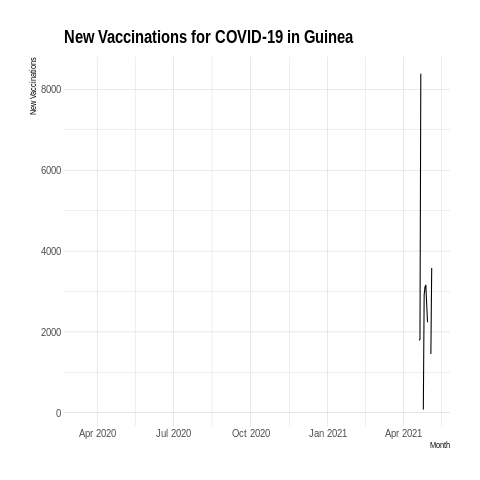 New Vaccinations for COVID-19 in Guinea
New Vaccinations
8000
6000
4000
2000
0
Apr 2020 Jul 2020 Oct 2020 Jan 2021 Apr 2021
Month